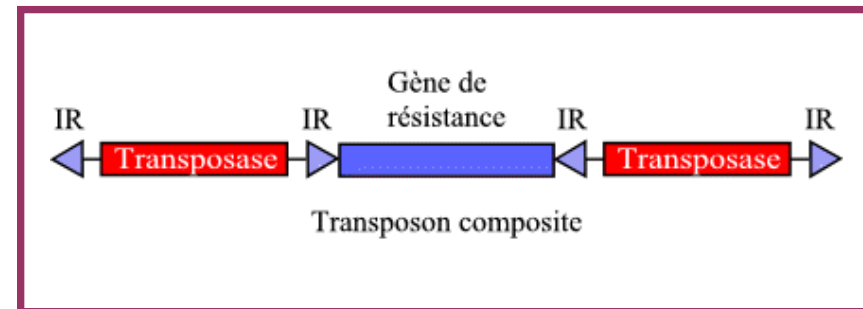 Gène de
résistance
IR
IR
IR
IR
Transposase
Transposase
Transposon composite